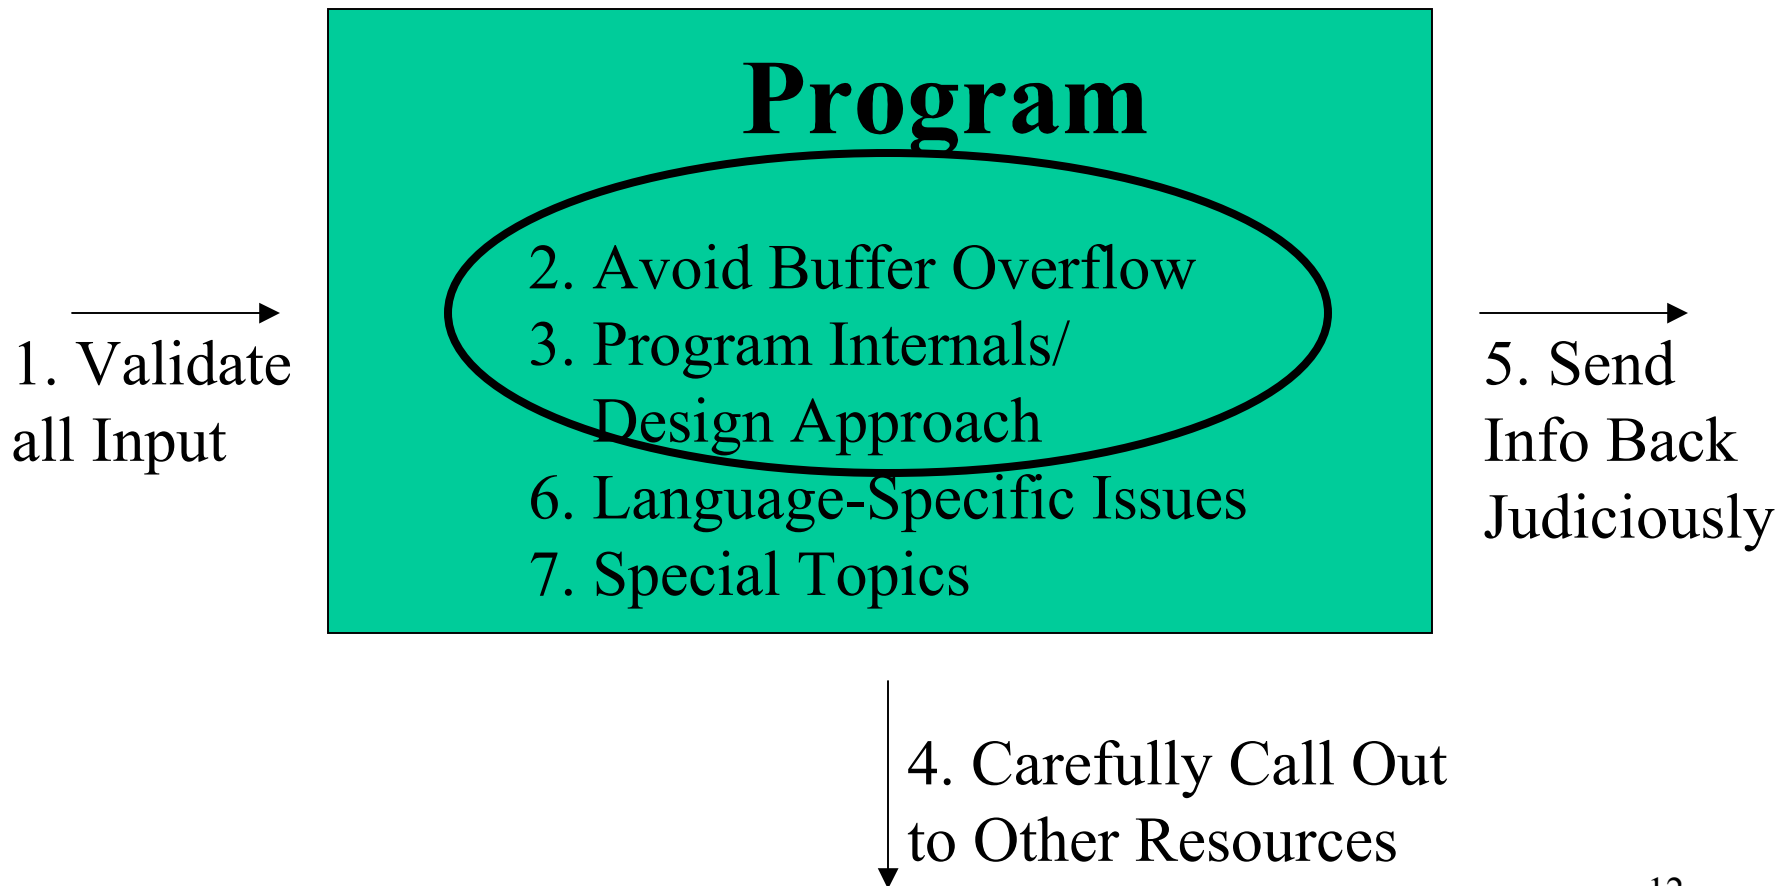 Program
1. Validate
all Input
2. Avoid Buffer Overflow
3. Program Internals/
Design Approach
6. Language-Specific Issues
7. Special Topics
5. Send
Info Back
Judiciously
4. Carefully Call Out
to Other Resources